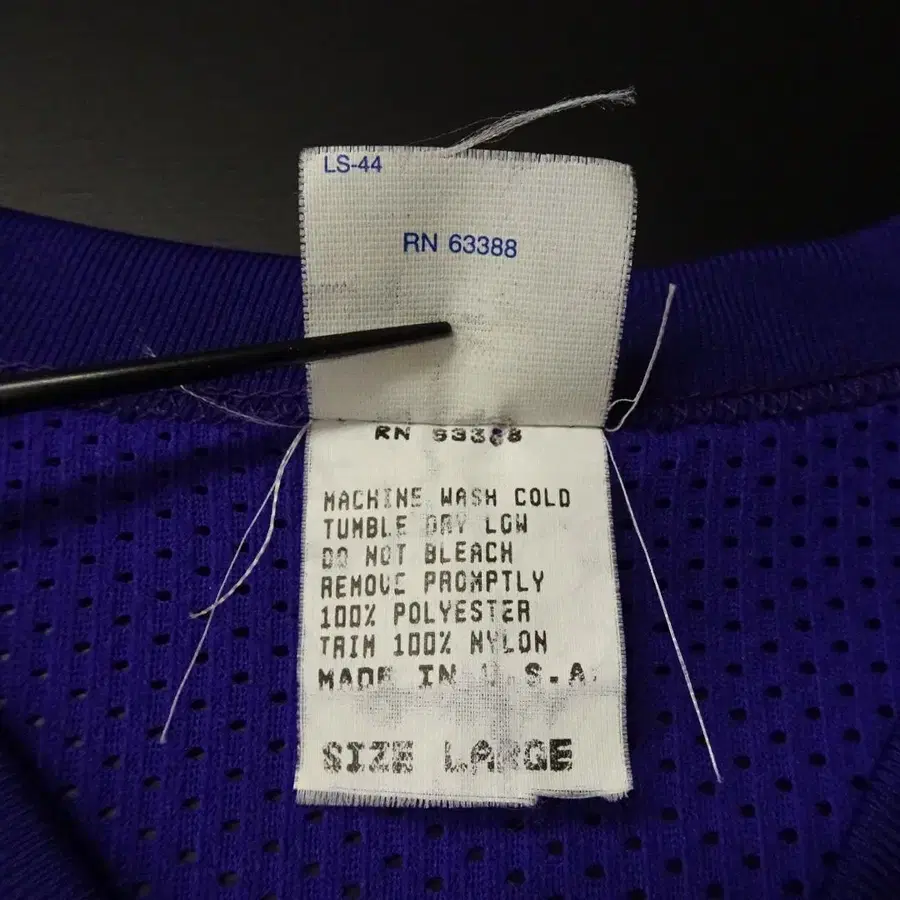 LS-44
RN 63388
RN 63388
MACHINE WASH COLD
TUMBLE DRY LOW
DO NOT BLEACH
REMOVE PROMPTLY
100% POLYESTER
TRIM 100% NYLON
MADE IN U.S.A.
SIZE LARGE